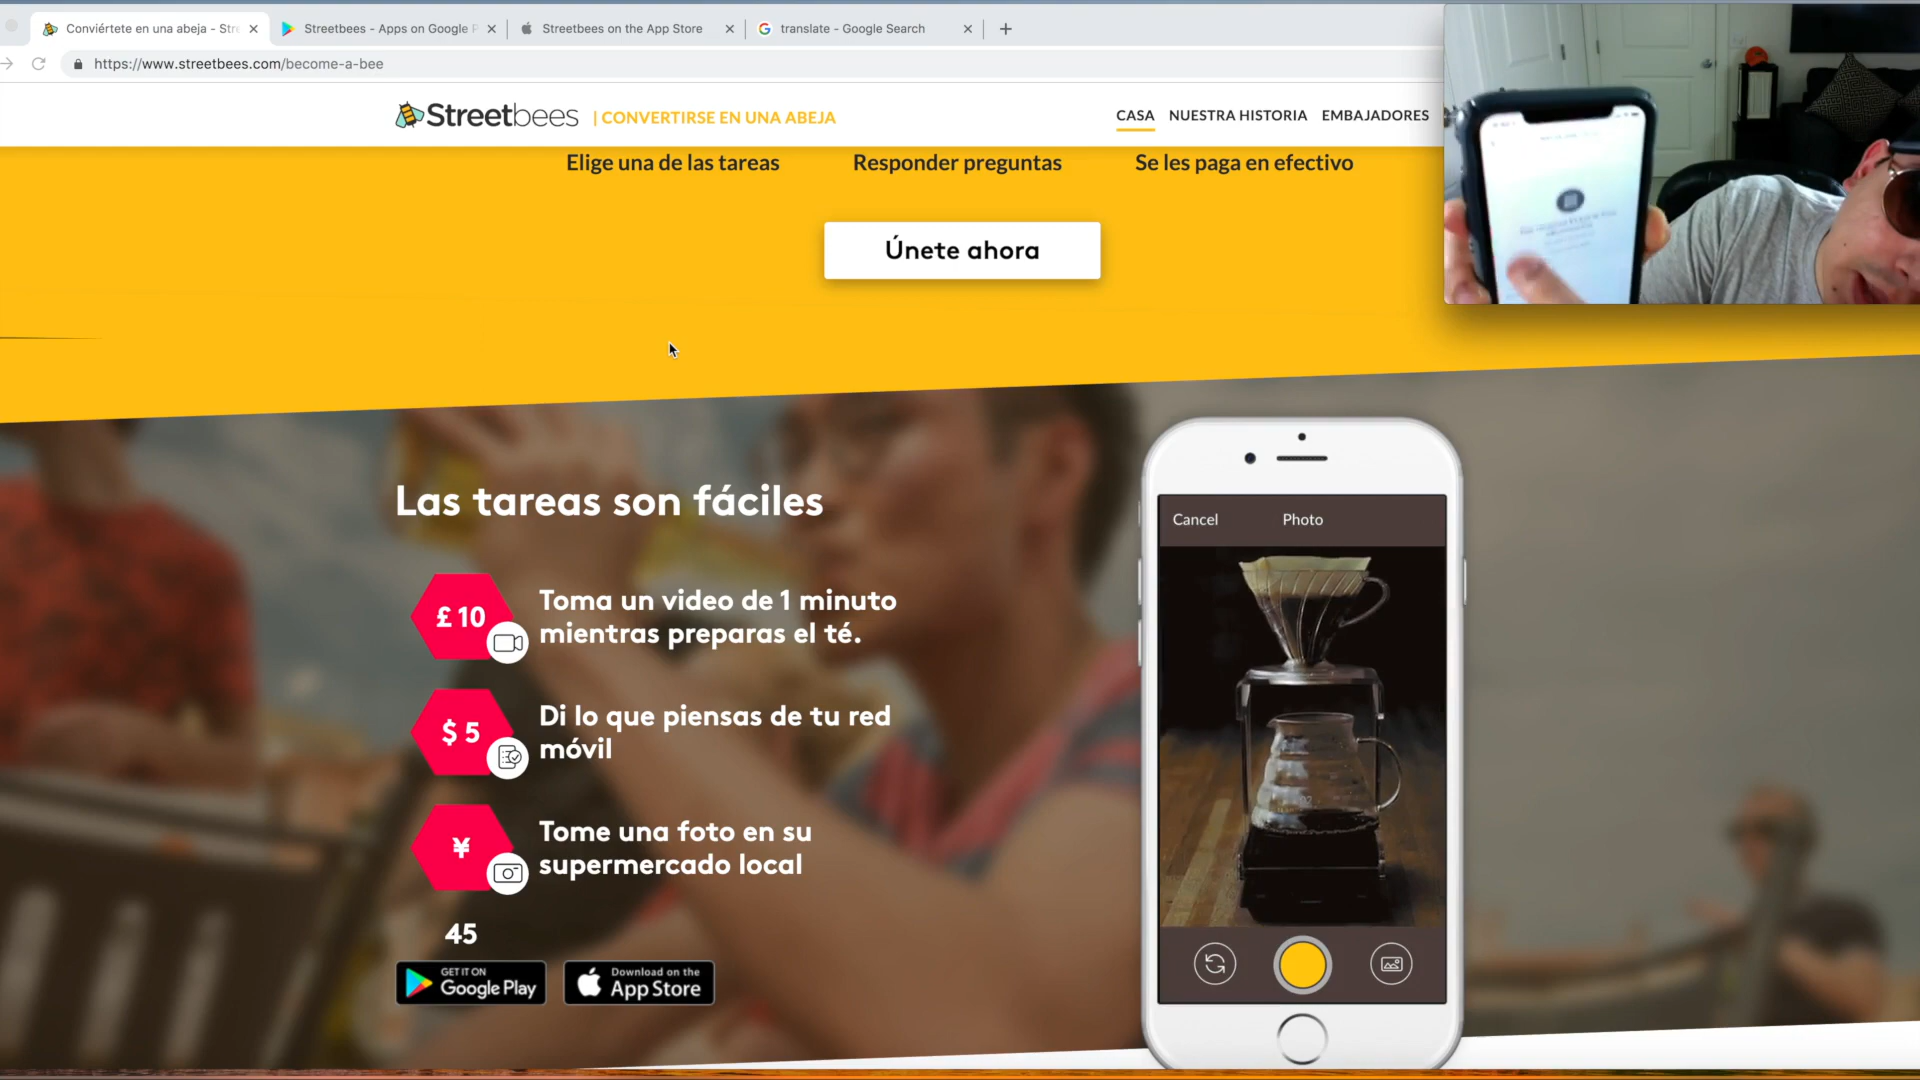 Conviértete en una abeja - Stre
Streetbees - Apps on Google P
Streetbees on the App Store
translate - Google Search
https://www.streetbees.com/become-a-bee
Streetbees | CONVERTIRSE EN UNA ABEJA
CASA NUESTRA HISTORIA EMBAJADORES
Elige una de las tareas
Responder preguntas
Se les paga en efectivo
Únete ahora
Las tareas son fáciles
£ 10
Toma un video de 1 minuto
mientras preparas el té.
$ 5
Di lo que piensas de tu red
móvil
¥
45
Tome una foto en su
supermercado local
GET IT ON
Google Play
Download on the
App Store
Cancel
Photo